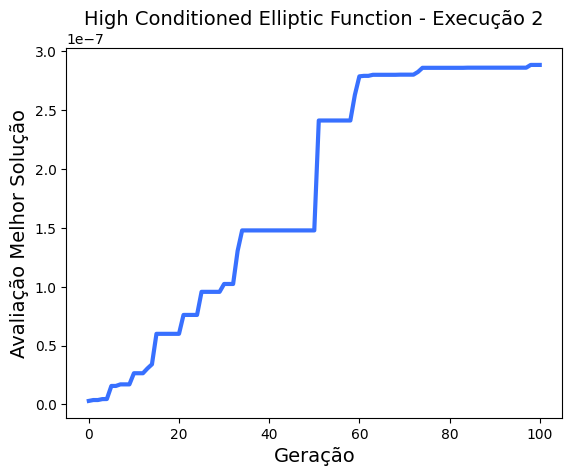 High Conditioned Elliptic Function - Execução 2
1e−7
3.0
2.5
2.0
1.5
1.0
0.5
0.0
Avaliação Melhor Solução
0 20 40 60 80 100
Geração